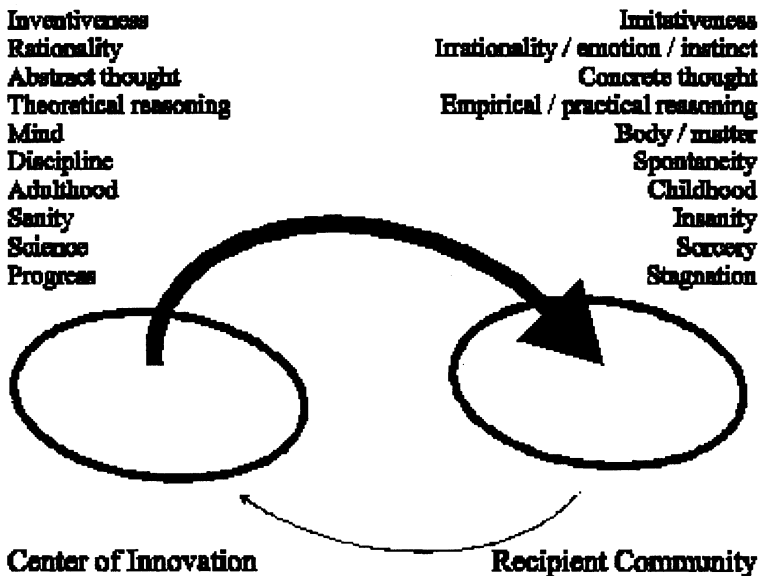 Inventiveness
Rationality
Abstract thought
Theoretical reasoning
Mind
Discipline
Adulthood
Sanity
Science
Progress
Imitativeness
Irrationality / emotion / instinct
Concrete thought
Empirical / practical reasoning
Body / matter
Spontaneity
Childhood
Insanity
Sorcery
Stagnation
Center of Innovation
Recipient Community